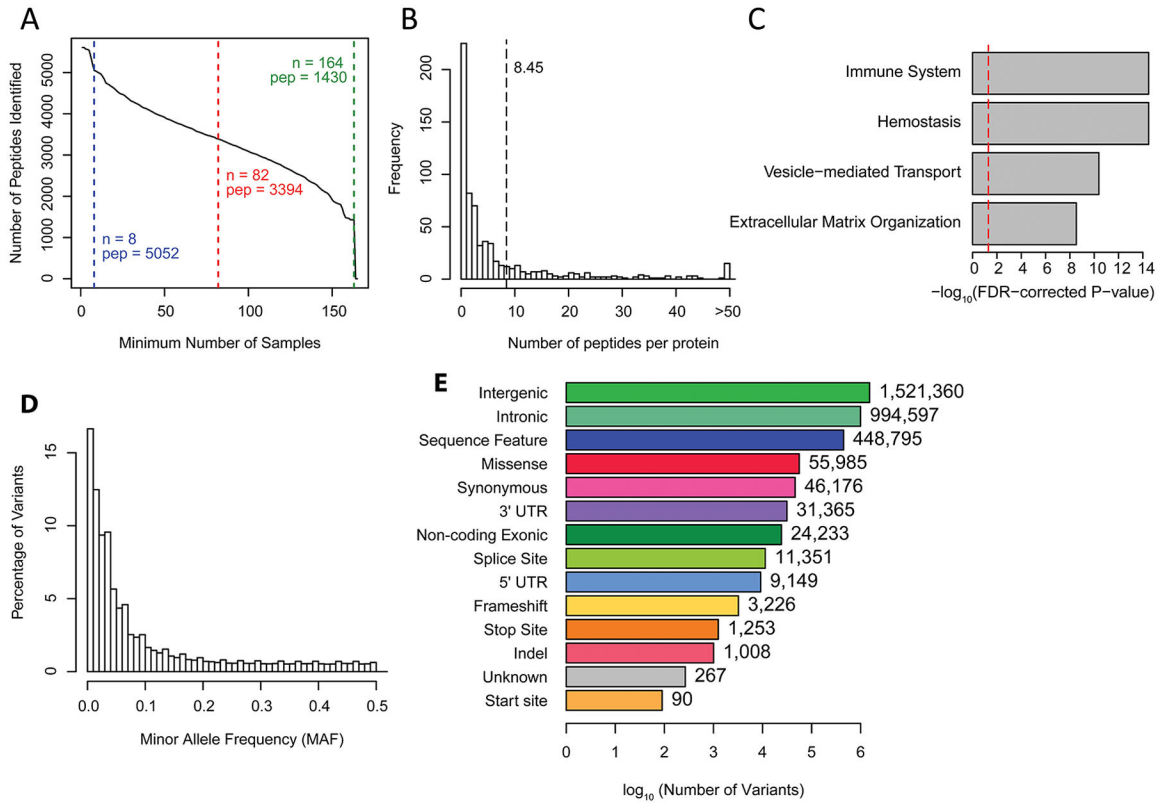 A
Number of Peptides Identified
5000
4000
3000
2000
1000
0
n = 8
pep = 5052
n = 82
pep = 3394
n = 164
pep = 1430
0
50
100
150
Minimum Number of Samples
B
Frequency
200
150
100
50
0
8.45
0
10
20
30
40
>50
Number of peptides per protein
C
Immune System
Hemostasis
Vesicle−mediated Transport
Extracellular Matrix Organization
0 2 4 6 8 10 12 14
−log10(FDR−corrected P−value)
D
Percentage of Variants
15
10
5
0
0.0
0.1
0.2
0.3
0.4
0.5
Minor Allele Frequency (MAF)
E
Intergenic 1,521,360
Intronic 994,597
Sequence Feature 448,795
Missense 55,985
Synonymous 46,176
3' UTR 31,365
Non-coding Exonic 24,233
Splice Site 11,351
5' UTR 9,149
Frameshift 3,226
Stop Site 1,253
Indel 1,008
Unknown 267
Start site 90
0 1 2 3 4 5 6
log10 (Number of Variants)